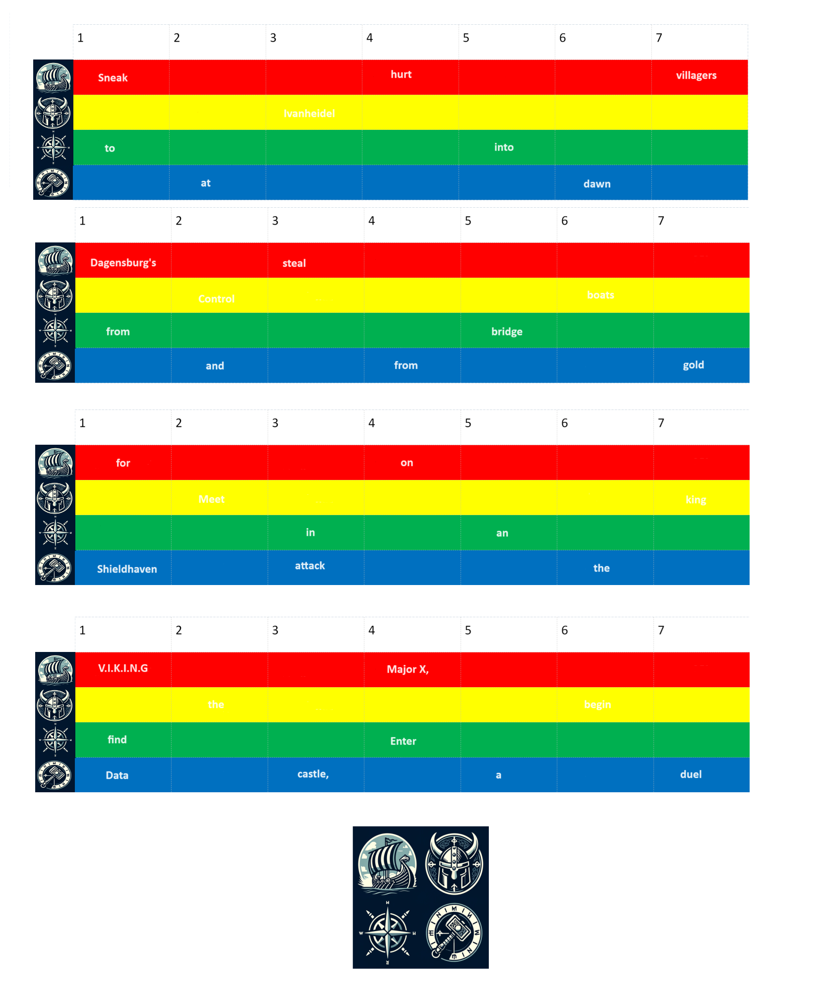 1 2 3 4 5 6 7
Sneak hurt villagers
Ivanheidel
to into
at dawn
1 2 3 4 5 6 7
Dagensburg's steal
Control boats
from bridge
and from gold
1 2 3 4 5 6 7
for on
Meet king
in an
Shieldhaven attack the
1 2 3 4 5 6 7
V.I.K.I.N.G Major X,
the begin
find Enter
Data castle, a duel